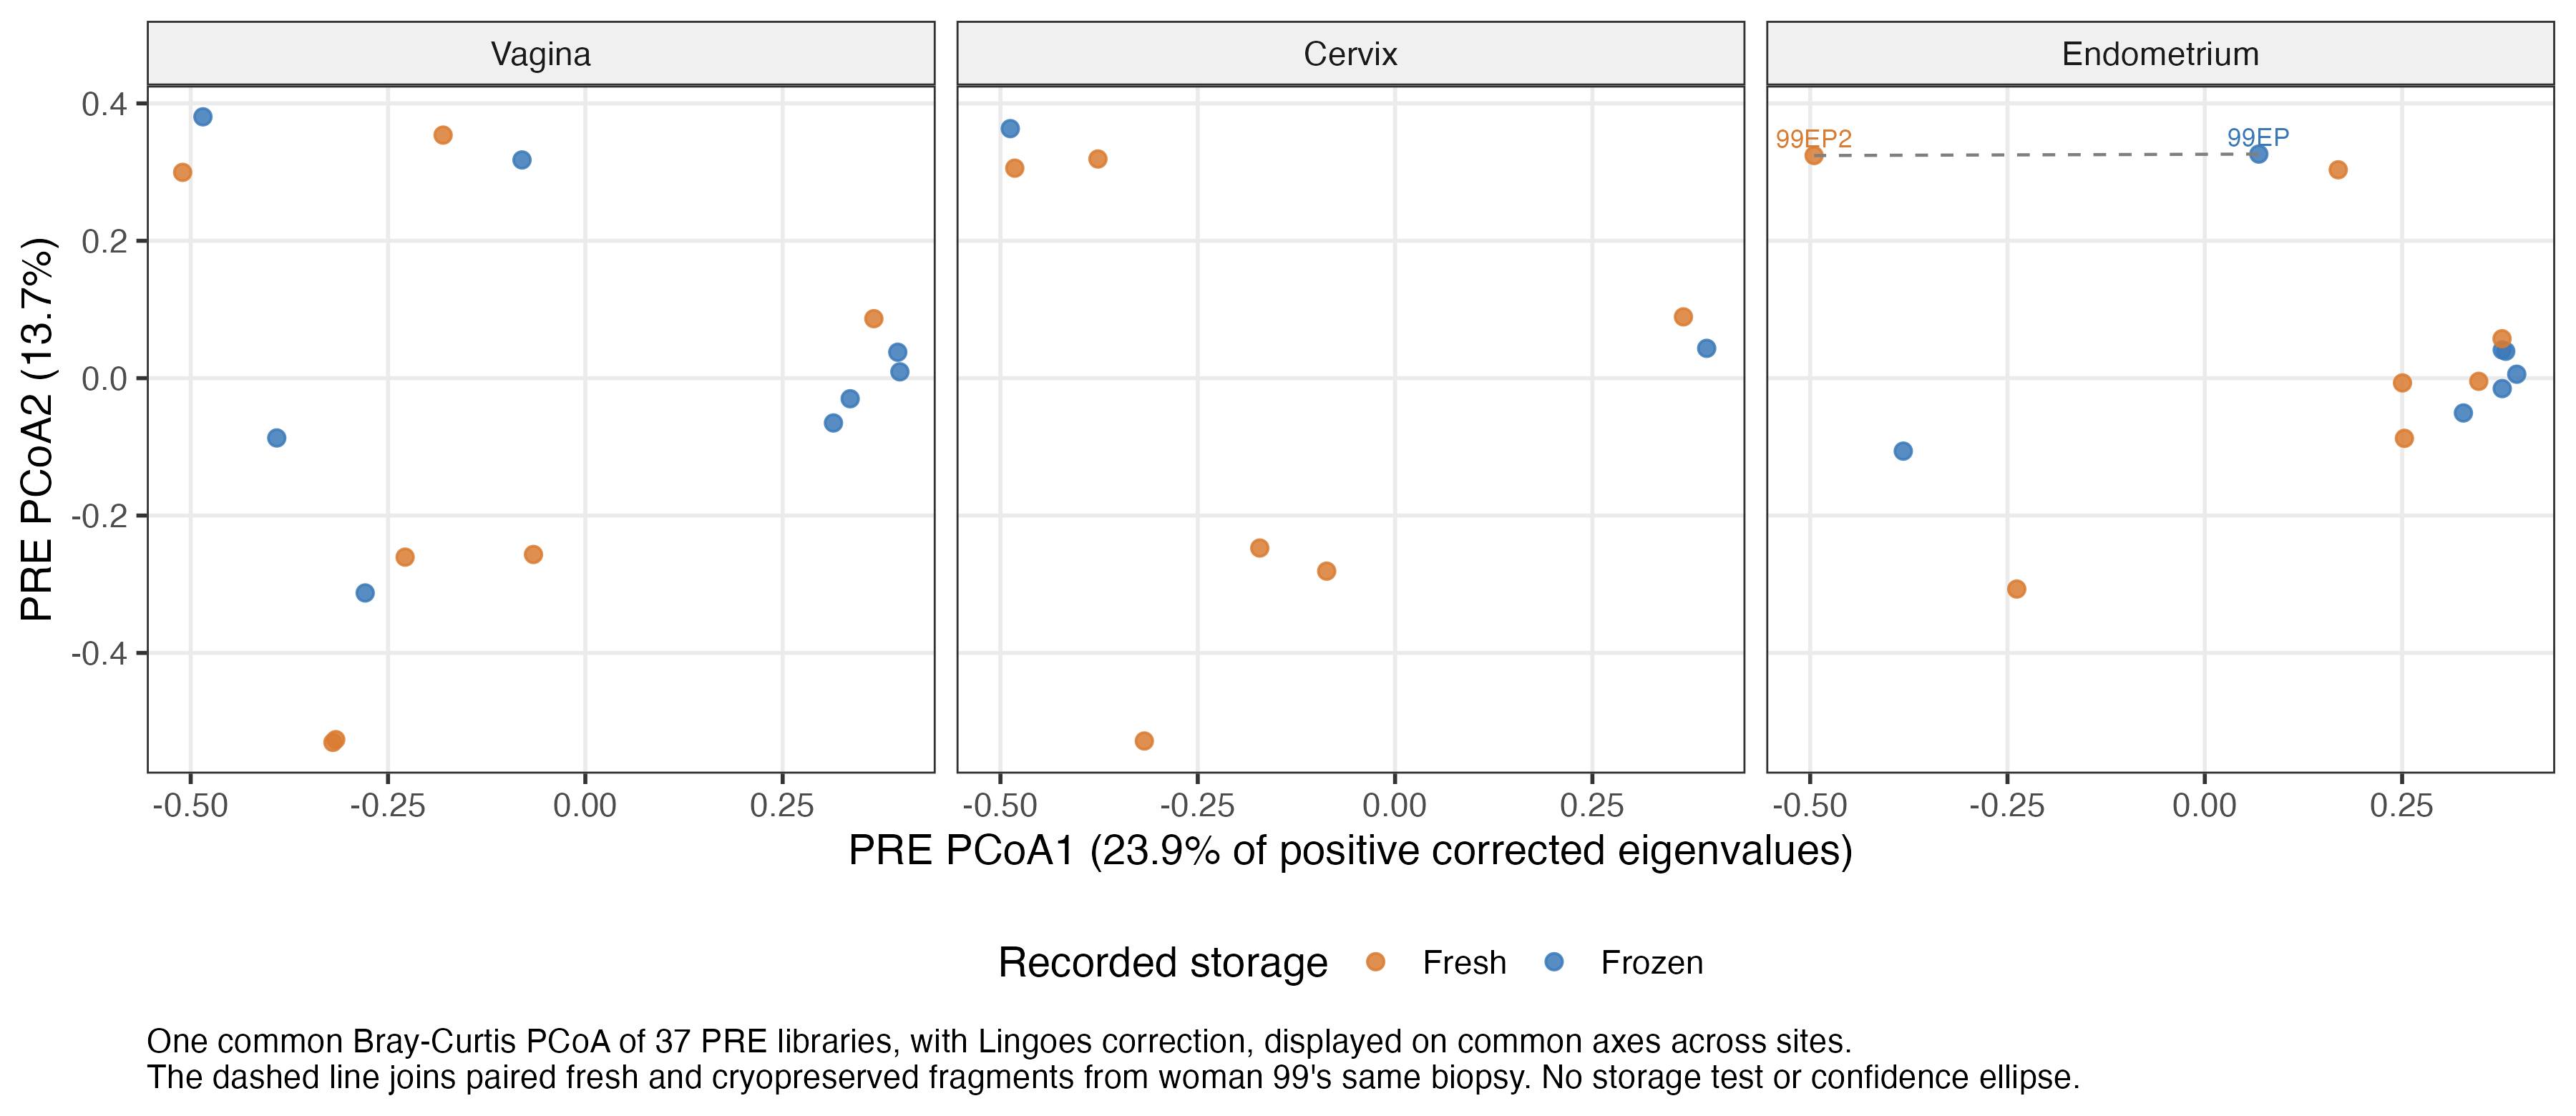 Vagina
Cervix
Endometrium
PRE PCoA2 (13.7%)
0.4
0.2
0.0
-0.2
-0.4
99EP2
99EP
-0.50 -0.25 0.00 0.25
-0.50 -0.25 0.00 0.25
-0.50 -0.25 0.00 0.25
PRE PCoA1 (23.9% of positive corrected eigenvalues)
Recorded storage Fresh Frozen
One common Bray-Curtis PCoA of 37 PRE libraries, with Lingoes correction, displayed on common axes across sites.
The dashed line joins paired fresh and cryopreserved fragments from woman 99's same biopsy. No storage test or confidence ellipse.